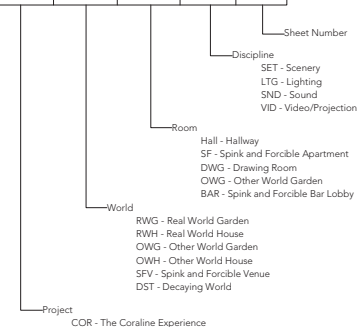 Sheet Number
Discipline
SET - Scenery
LTG - Lighting
SND - Sound
VID - Video/Projection
Room
Hall - Hallway
SF - Spink and Forcible Apartment
DWG - Drawing Room
OWG - Other World Garden
BAR - Spink and Forcible Bar Lobby
World
RWG - Real World Garden
RWH - Real World House
OWG - Other World Garden
OWH - Other World House
SFV - Spink and Forcible Venue
DST - Decaying World
Project
COR - The Coraline Experience